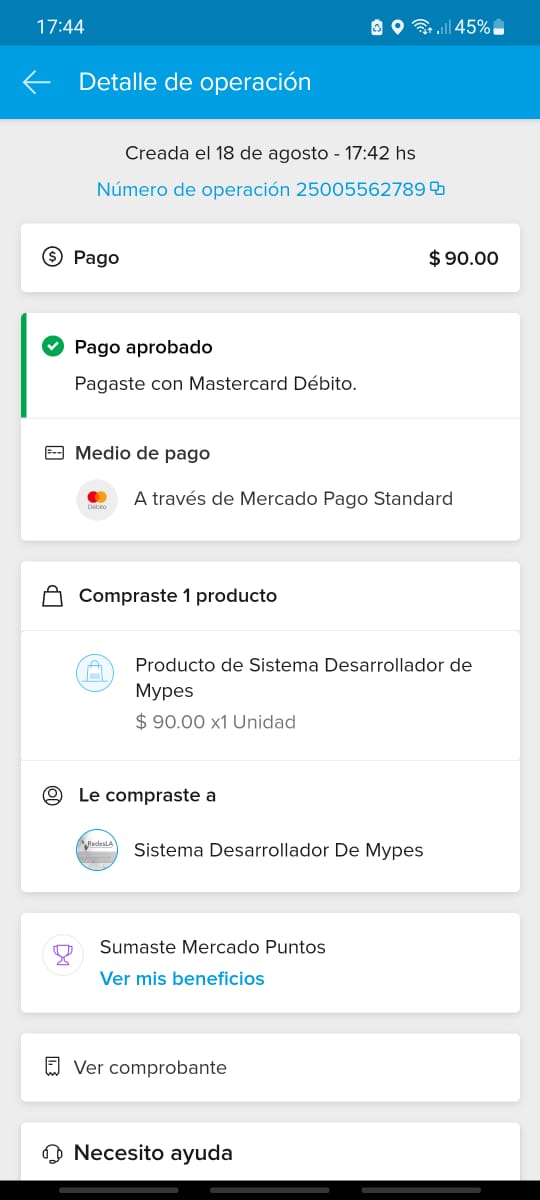 17:44
45%
Detalle de operación
Creada el 18 de agosto - 17:42 hs
Número de operación 25005562789
Pago
$ 90.00
Pago aprobado
Pagaste con Mastercard Débito.
Medio de pago
Débito
A través de Mercado Pago Standard
Compraste 1 producto
Producto de Sistema Desarrollador de
Mypes
$ 90.00 x1 Unidad
Le compraste a
RedesLA
Sistema Desarrollador De Mypes
Sumaste Mercado Puntos
Ver mis beneficios
Ver comprobante
Necesito ayuda